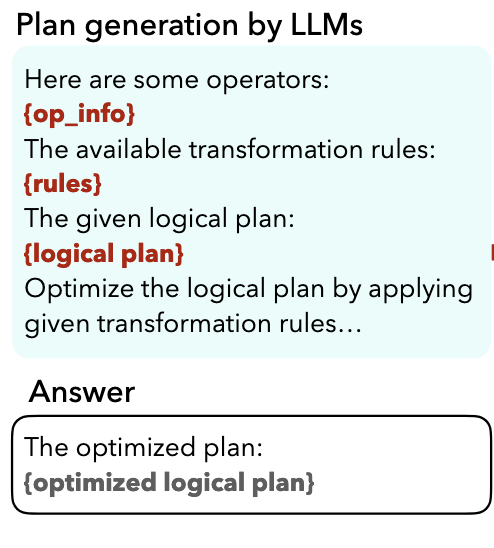 Plan generation by LLMs
Here are some operators:
{op_info}
The available transformation rules:
{rules}
The given logical plan:
{logical plan}
Optimize the logical plan by applying
given transformation rules…
Answer
The optimized plan:
{optimized logical plan}